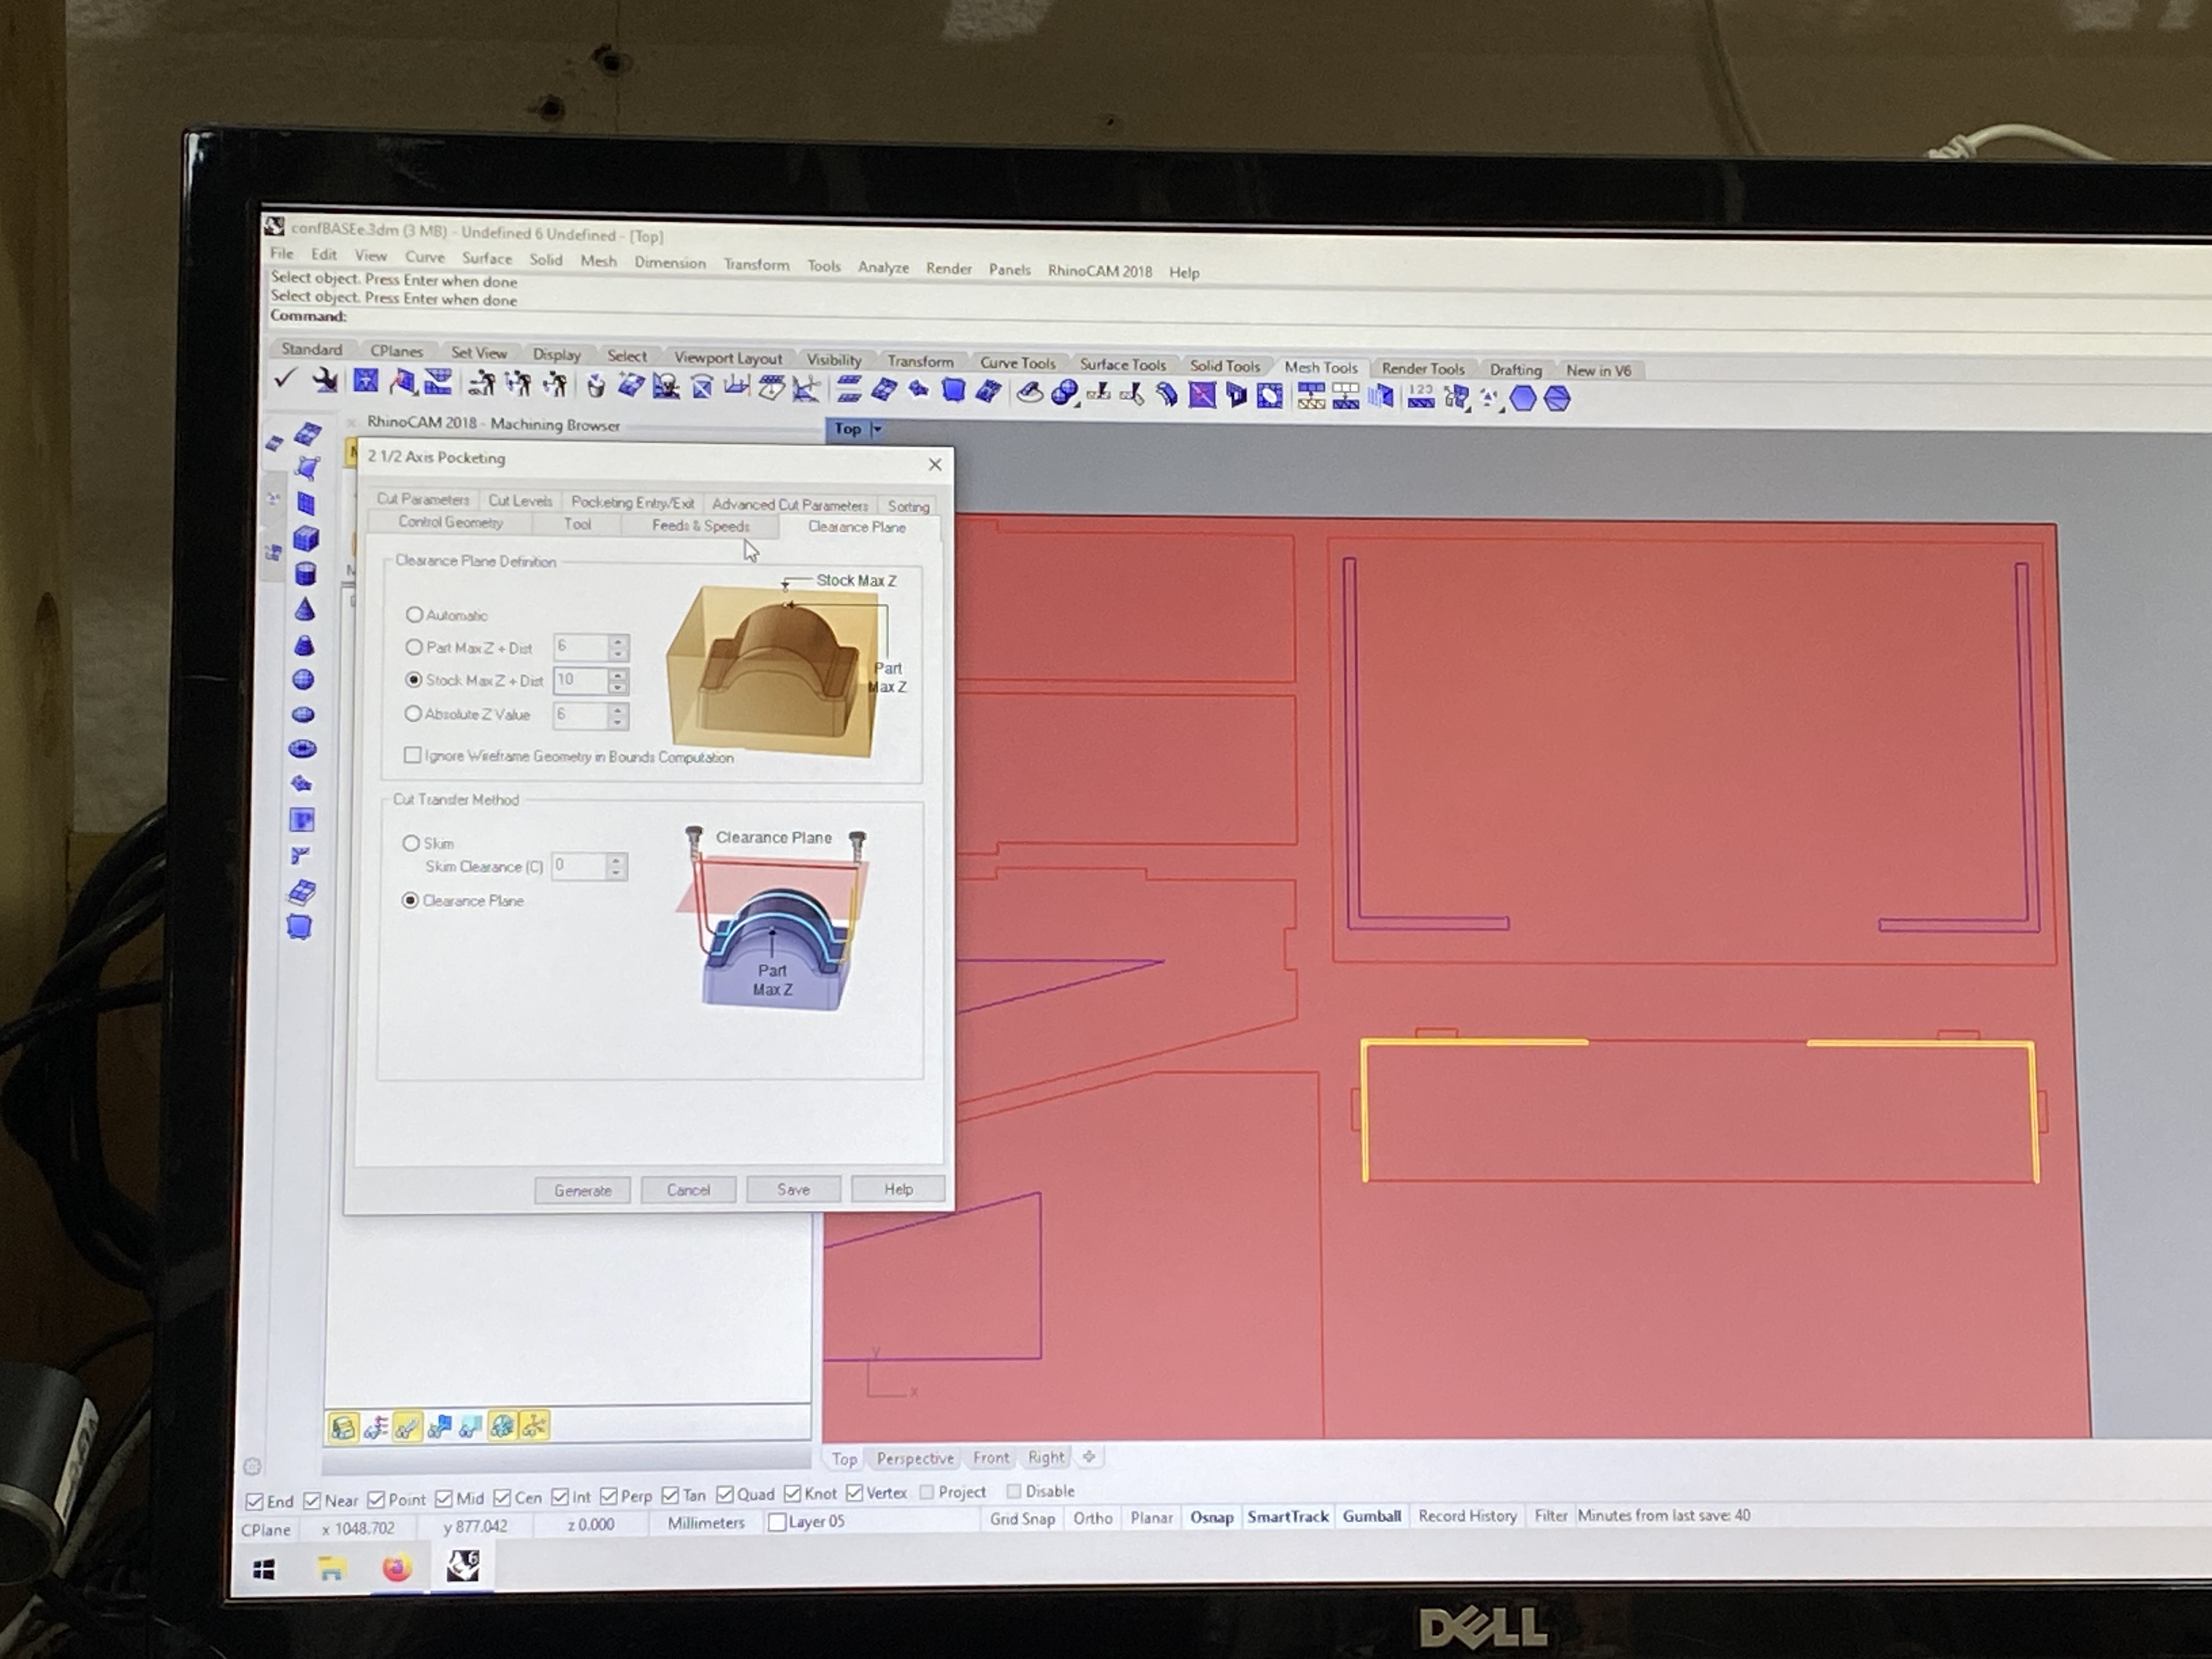 confBASEe.3dm (3 MB) - Undefined 6 Undefined - [Top]
File Edit View Curve Surface Solid Mesh Dimension Transform Tools Analyze Render Panels RhinoCAM 2018 Help
Select object. Press Enter when done
Select object. Press Enter when done
Command:
Standard CPlanes Set View Display Select Viewport Layout Visibility Transform Curve Tools Surface Tools Solid Tools Mesh Tools Render Tools Drafting New in V6
123
RhinoCAM 2018 - Machining Browser
Top
2 1/2 Axis Pocketing
Cut Parameters Cut Levels Pocketing Entry/Exit Advanced Cut Parameters Sorting
Control Geometry Tool Feeds & Speeds Clearance Plane
Clearance Plane Definition
Stock Max Z
Automatic
Part Max Z + Dist 6
Part
Max Z
Stock Max Z + Dist 10
Absolute Z Value 6
Ignore Wireframe Geometry in Bounds Computation
Cut Transfer Method
Skim
Clearance Plane
Skim Clearance (C) 0
Clearance Plane
Part
Max Z
Generate Cancel Save Help
y
x
Top Perspective Front Right
End Near Point Mid Cen Int Perp Tan Quad Knot Vertex Project Disable
CPlane x 1048.702 y 877.042 z 0.000 Millimeters Layer 05 Grid Snap Ortho Planar Osnap SmartTrack Gumball Record History Filter Minutes from last save: 40
6
DELL